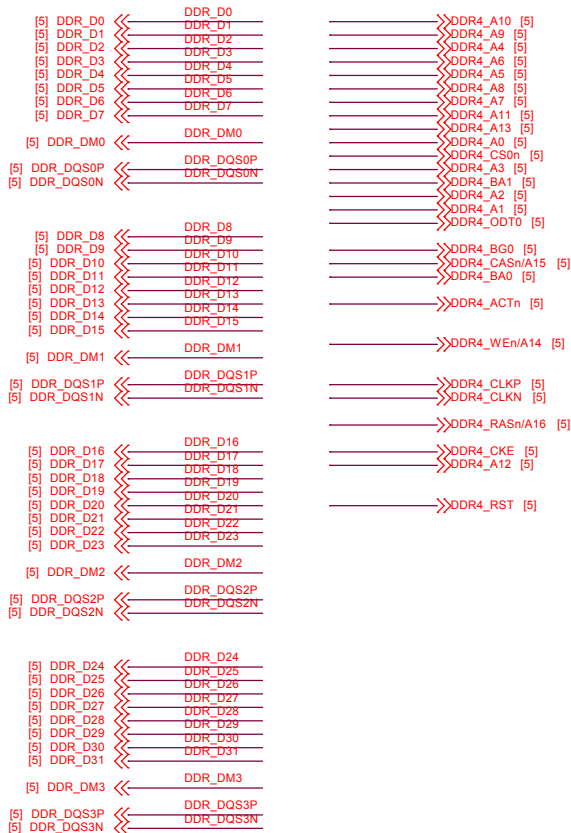 [5] DDR_D0 DDR_D0
[5] DDR_D1 DDR_D1
[5] DDR_D2 DDR_D2
[5] DDR_D3 DDR_D3
[5] DDR_D4 DDR_D4
[5] DDR_D5 DDR_D5
[5] DDR_D6 DDR_D6
[5] DDR_D7 DDR_D7
[5] DDR_DM0 DDR_DM0
[5] DDR_DQS0P DDR_DQS0P
[5] DDR_DQS0N DDR_DQS0N
[5] DDR_D8 DDR_D8
[5] DDR_D9 DDR_D9
[5] DDR_D10 DDR_D10
[5] DDR_D11 DDR_D11
[5] DDR_D12 DDR_D12
[5] DDR_D13 DDR_D13
[5] DDR_D14 DDR_D14
[5] DDR_D15 DDR_D15
[5] DDR_DM1 DDR_DM1
[5] DDR_DQS1P DDR_DQS1P
[5] DDR_DQS1N DDR_DQS1N
[5] DDR_D16 DDR_D16
[5] DDR_D17 DDR_D17
[5] DDR_D18 DDR_D18
[5] DDR_D19 DDR_D19
[5] DDR_D20 DDR_D20
[5] DDR_D21 DDR_D21
[5] DDR_D22 DDR_D22
[5] DDR_D23 DDR_D23
[5] DDR_DM2 DDR_DM2
[5] DDR_DQS2P DDR_DQS2P
[5] DDR_DQS2N DDR_DQS2N
[5] DDR_D24 DDR_D24
[5] DDR_D25 DDR_D25
[5] DDR_D26 DDR_D26
[5] DDR_D27 DDR_D27
[5] DDR_D28 DDR_D28
[5] DDR_D29 DDR_D29
[5] DDR_D30 DDR_D30
[5] DDR_D31 DDR_D31
[5] DDR_DM3 DDR_DM3
[5] DDR_DQS3P DDR_DQS3P
[5] DDR_DQS3N DDR_DQS3N
DDR4_A10 [5]
DDR4_A9 [5]
DDR4_A4 [5]
DDR4_A6 [5]
DDR4_A5 [5]
DDR4_A8 [5]
DDR4_A7 [5]
DDR4_A11 [5]
DDR4_A13 [5]
DDR4_A0 [5]
DDR4_CS0n [5]
DDR4_A3 [5]
DDR4_BA1 [5]
DDR4_A2 [5]
DDR4_A1 [5]
DDR4_ODT0 [5]
DDR4_BG0 [5]
DDR4_CASn/A15 [5]
DDR4_BA0 [5]
DDR4_ACTn [5]
DDR4_WEn/A14 [5]
DDR4_CLKP [5]
DDR4_CLKN [5]
DDR4_RASn/A16 [5]
DDR4_CKE [5]
DDR4_A12 [5]
DDR4_RST [5]